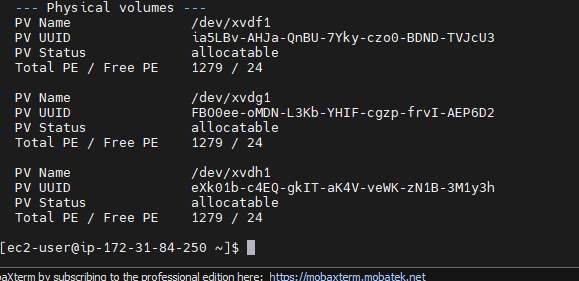 --- Physical volumes ---
PV Name /dev/xvdf1
PV UUID ia5LBv-AHJa-QnBU-7Yky-czo0-BDND-TVJcU3
PV Status allocatable
Total PE / Free PE 1279 / 24
PV Name /dev/xvdg1
PV UUID FBO0ee-oMDN-L3Kb-YHIF-cgzp-frvI-AEP6D2
PV Status allocatable
Total PE / Free PE 1279 / 24
PV Name /dev/xvdh1
PV UUID eXk01b-c4EQ-gkIT-aK4V-veWK-zN1B-3M1y3h
PV Status allocatable
Total PE / Free PE 1279 / 24
[ec2-user@ip-172-31-84-250 ~]$
baXterm by subscribing to the professional edition here: https://mobaxterm.mobatek.net